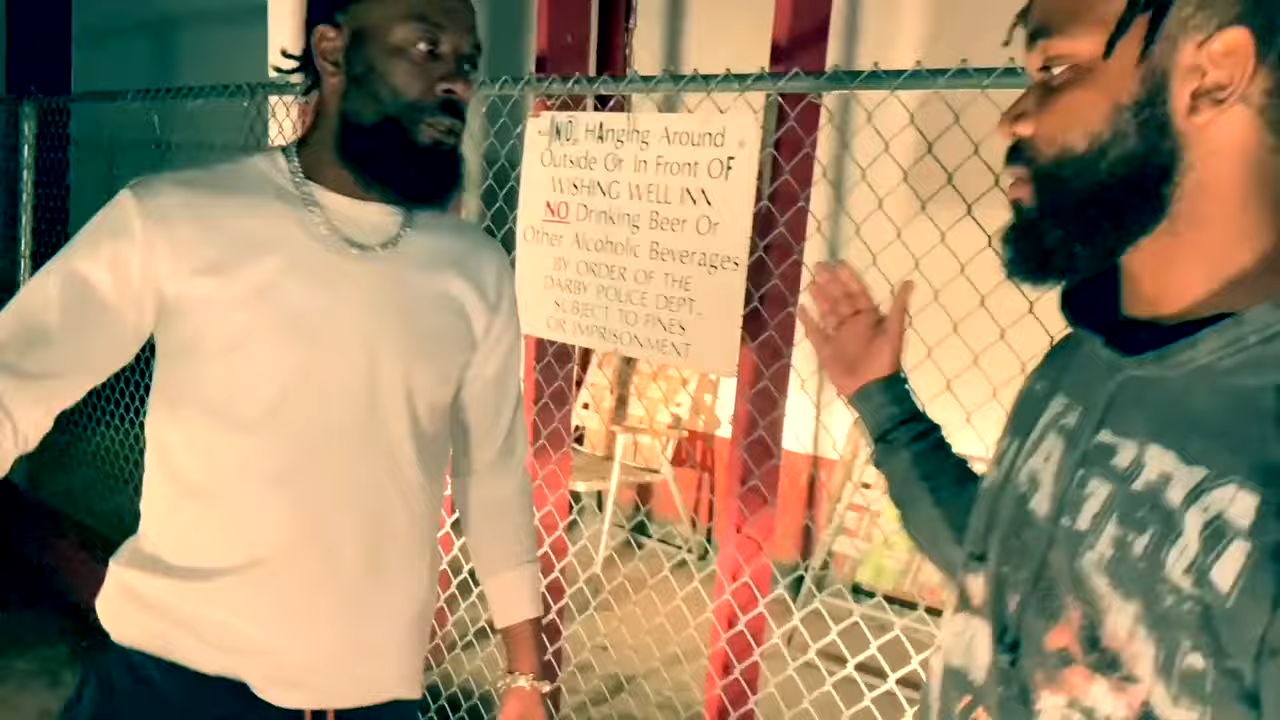 NO HAnging Around
Outside Or In Front OF
WISHING WELL INN
NO Drinking Beer Or
Other Alcoholic Beverages
BY ORDER OF THE
DARBY POLICE DEPT.
SUBJECT TO FINES
OR IMPRISONMENT